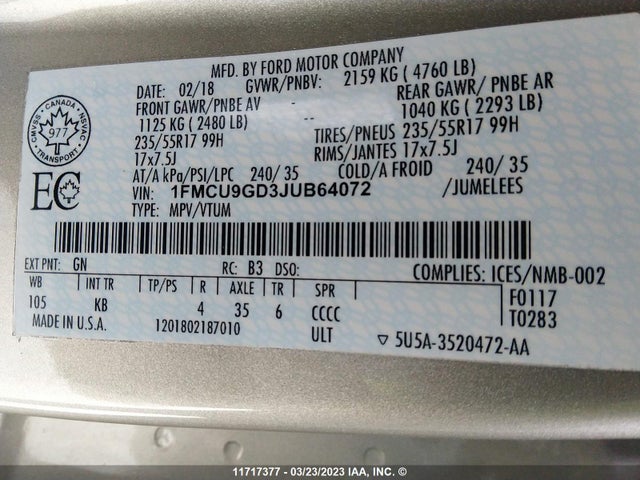 MFD. BY FORD MOTOR COMPANY
DATE: 02/18 GVWR/PNBV: 2159 KG ( 4760 LB)
FRONT GAWR/PNBE AV - REAR GAWR/ PNBE AR
1125 KG ( 2480 LB) - 1040 KG ( 2293 LB)
235/55R17 99H TIRES/PNEUS 235/55R17 99H
17x7.5J RIMS/JANTES 17x7.5J
AT/A kPa/PSI/LPC 240/ 35 COLD/A FROID 240/ 35
VIN: 1FMCU9GD3JUB64072 /JUMELEES
TYPE: MPV/VTUM
CMVSS CANADA NSVAC
977
TRANSPORT
EC
EXT PNT: GN RC: B3 DSO: COMPLIES: ICES/NMB-002
WB INT TR TP/PS R AXLE TR SPR F0117
105 KB 4 35 6 CCCC T0283
MADE IN U.S.A. 1201802187010 ULT ▽ 5U5A-3520472-AA
11717377 - 03/23/2023 IAA, INC. ©